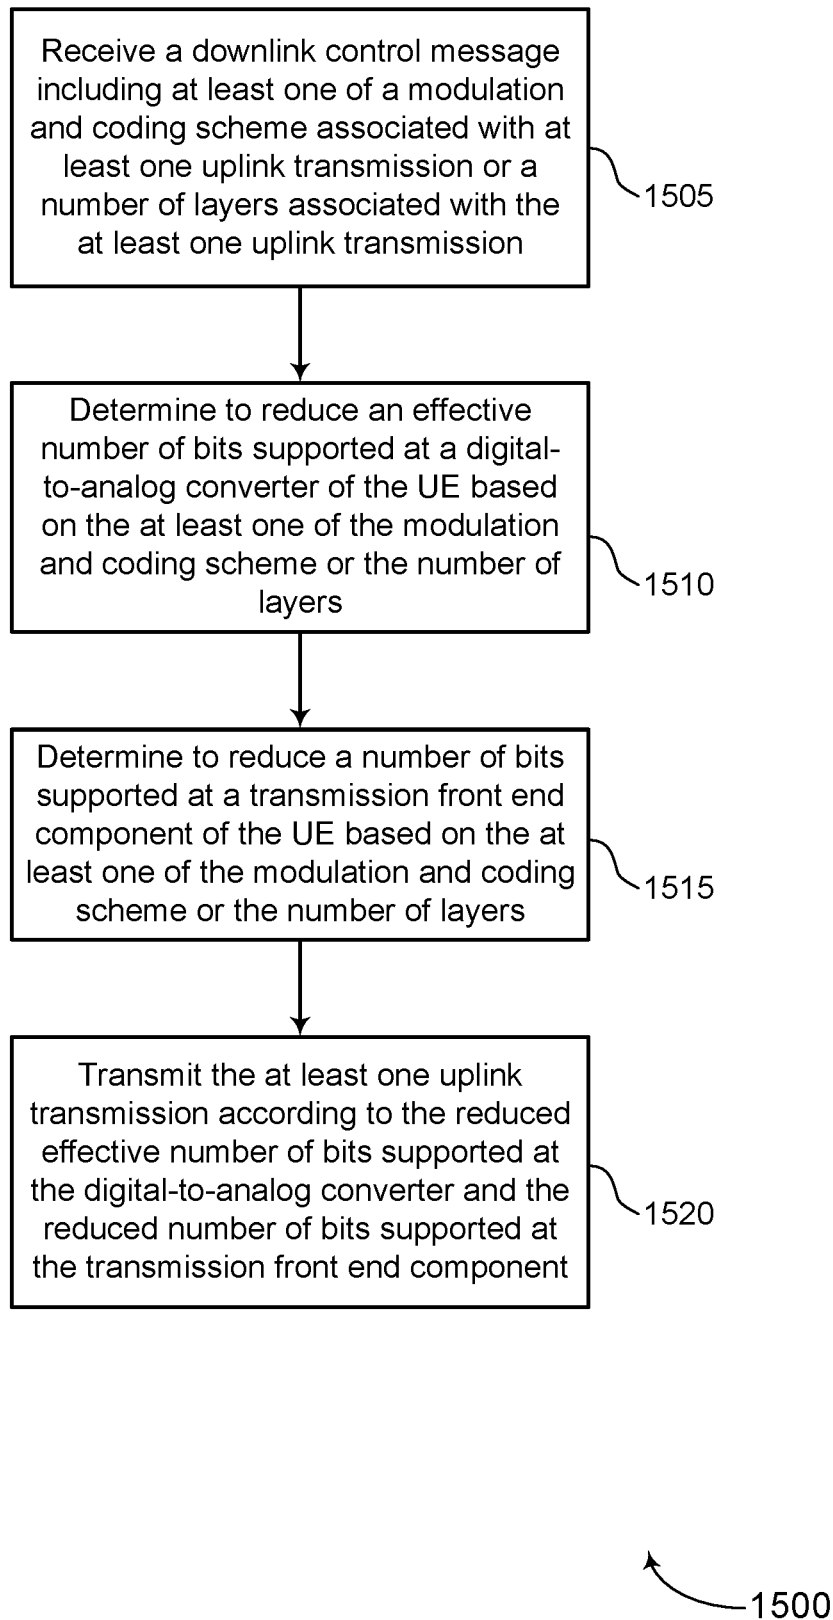 Receive a downlink control message
including at least one of a modulation
and coding scheme associated with at
least one uplink transmission or a
number of layers associated with the
at least one uplink transmission
1505
Determine to reduce an effective
number of bits supported at a digital-
to-analog converter of the UE based
on the at least one of the modulation
and coding scheme or the number of
layers
1510
Determine to reduce a number of bits
supported at a transmission front end
component of the UE based on the at
least one of the modulation and coding
scheme or the number of layers
1515
Transmit the at least one uplink
transmission according to the reduced
effective number of bits supported at
the digital-to-analog converter and the
reduced number of bits supported at
the transmission front end component
1520
1500